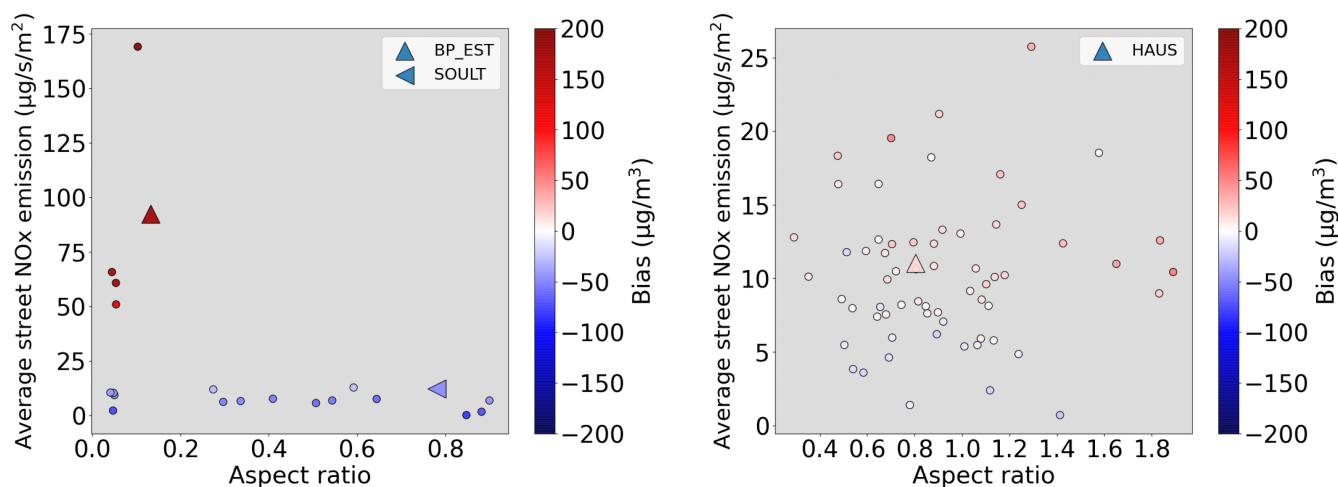 Average street NOx emission (μg/s/m²)
175
150
125
100
75
50
25
0
0.0 0.2 0.4 0.6 0.8
Aspect ratio
BP_EST
SOULT
200
150
100
50
0
−50
−100
−150
−200
Bias (μg/m³)
Average street NOx emission (μg/s/m²)
25
20
15
10
5
0
0.4 0.6 0.8 1.0 1.2 1.4 1.6 1.8
Aspect ratio
HAUS
200
150
100
50
0
−50
−100
−150
−200
Bias (μg/m³)